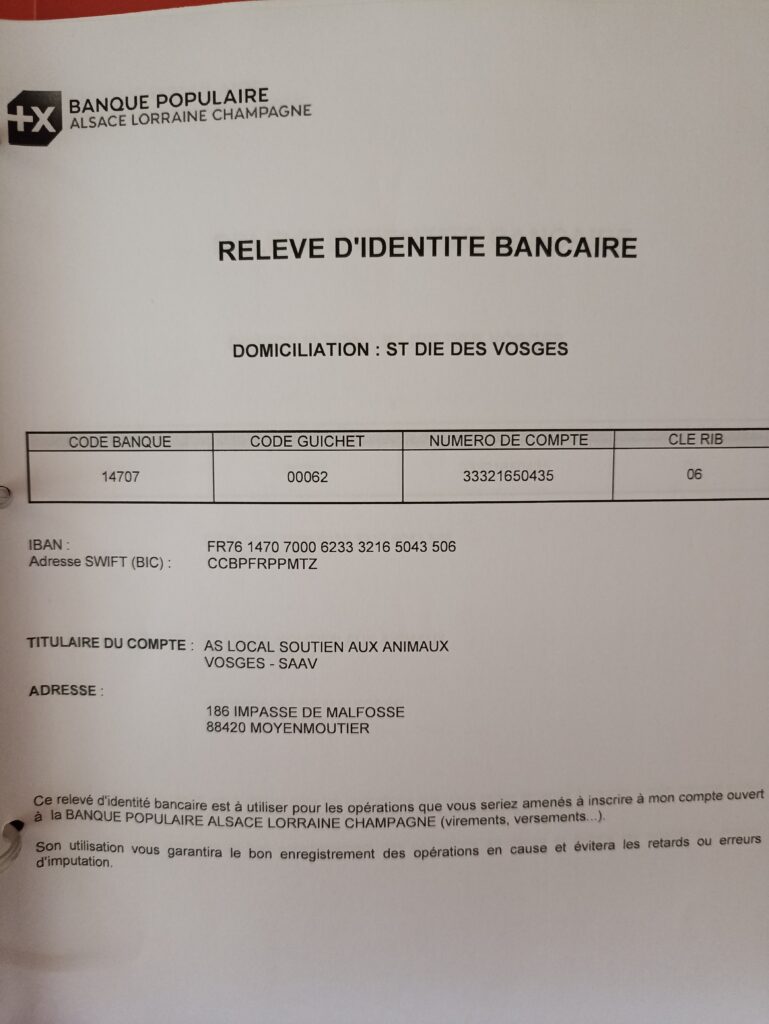 +X BANQUE POPULAIRE
ALSACE LORRAINE CHAMPAGNE
RELEVE D'IDENTITE BANCAIRE
DOMICILIATION : ST DIE DES VOSGES
CODE BANQUE CODE GUICHET NUMERO DE COMPTE CLE RIB
14707 00062 33321650435 06
IBAN : FR76 1470 7000 6233 3216 5043 506
Adresse SWIFT (BIC) : CCBPFRPPMTZ
TITULAIRE DU COMPTE : AS LOCAL SOUTIEN AUX ANIMAUX
VOSGES - SAAV
ADRESSE :
186 IMPASSE DE MALFOSSE
88420 MOYENMOUTIER
Ce relevé d'identité bancaire est à utiliser pour les opérations que vous seriez amenés à inscrire à mon compte ouvert
à la BANQUE POPULAIRE ALSACE LORRAINE CHAMPAGNE (virements, versements...).
Son utilisation vous garantira le bon enregistrement des opérations en cause et évitera les retards ou erreurs
d'imputation.